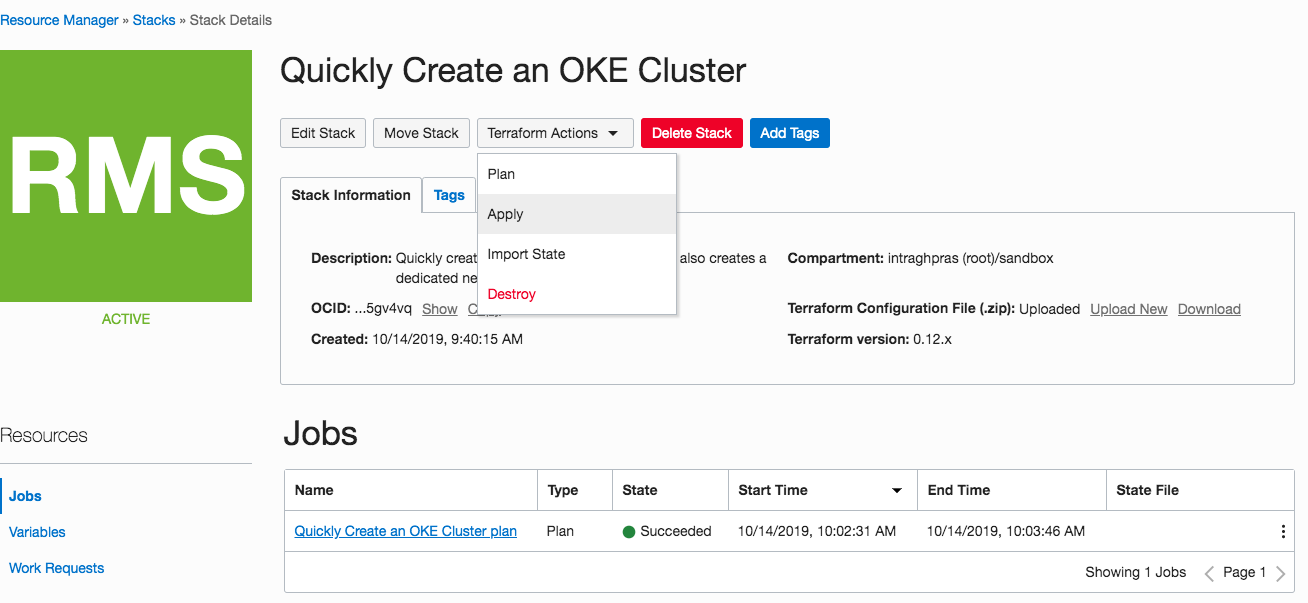 Resource Manager » Stacks » Stack Details
RMS
ACTIVE
Quickly Create an OKE Cluster
Edit Stack Move Stack Terraform Actions Delete Stack Add Tags
Plan
Apply
Import State
Destroy
Stack Information Tags
Description: Quickly creat also creates a
dedicated ne
OCID: ...5gv4vq Show
Created: 10/14/2019, 9:40:15 AM
Compartment: intraghpras (root)/sandbox
Terraform Configuration File (.zip): Uploaded Upload New Download
Terraform version: 0.12.x
Resources
Jobs
Variables
Work Requests
Jobs
Name Type State Start Time End Time State File
Quickly Create an OKE Cluster plan Plan Succeeded 10/14/2019, 10:02:31 AM 10/14/2019, 10:03:46 AM
Showing 1 Jobs Page 1